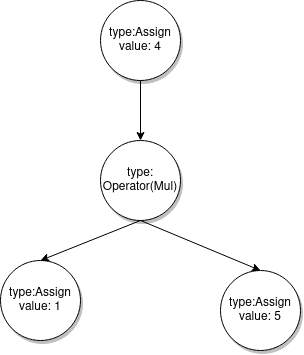 type:Assign
value: 4
type:
Operator(Mul)
type:Assign
value: 1
type:Assign
value: 5